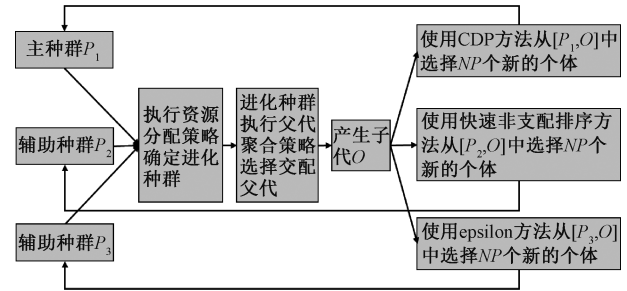 主种群P₁
辅助种群P₂
辅助种群P₃
执行资源
分配策略
确定进化
种群
进化种群
执行父代
聚合策略
选择交配
父代
产生子
代O
使用CDP方法从[P₁,O]中
选择NP个新的个体
使用快速非支配排序方
法从[P₂,O]中选择NP个
新的个体
使用epsilon方法从[P₃,O]
中选择NP个新的个体